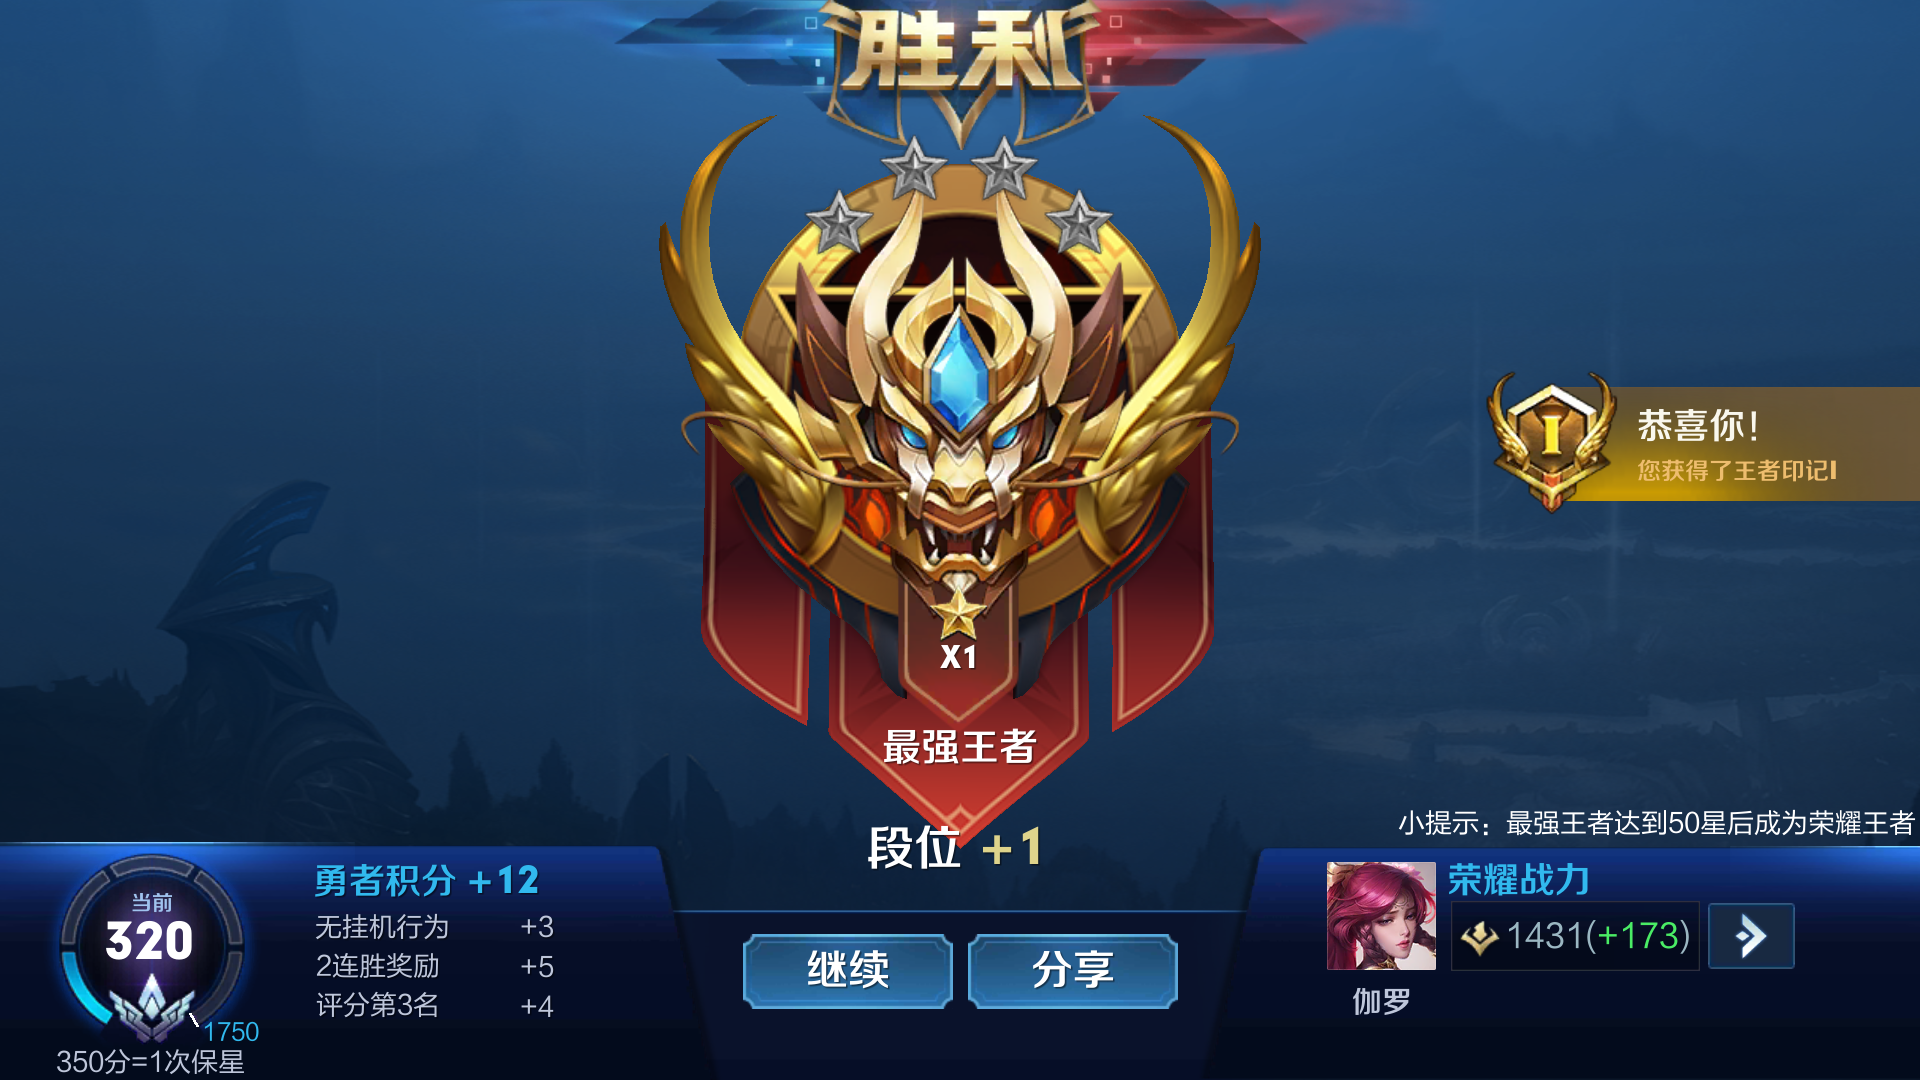 胜利
I
恭喜你！
您获得了王者印记I
X1
最强王者
段位 +1
小提示：最强王者达到50星后成为荣耀王者
当前
320
1750
350分=1次保星
勇者积分 +12
无挂机行为 +3
2连胜奖励 +5
评分第3名 +4
继续
分享
荣耀战力
1431(+173)
伽罗